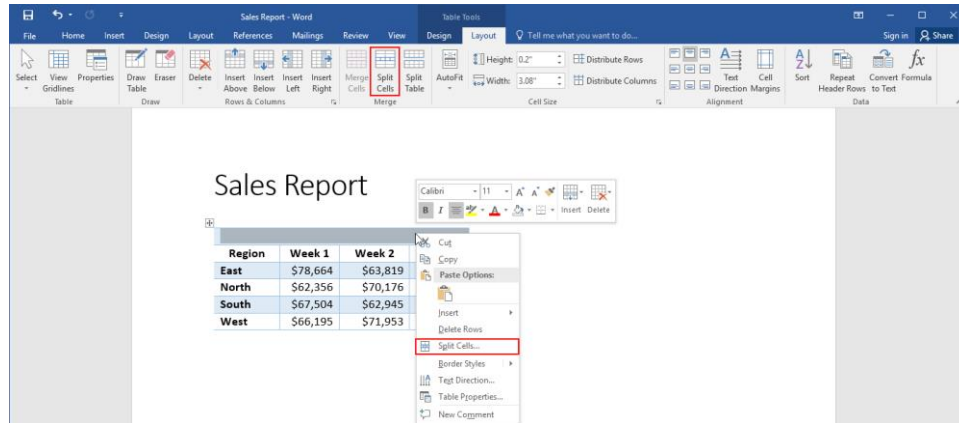 Sales Report - Word
Table Tools
File Home Insert Design Layout References Mailings Review View Design Layout Tell me what you want to do... Sign in Share
Select View Gridlines Properties Draw Table Eraser Delete Insert Above Insert Below Insert Left Insert Right Merge Cells Split Cells Split Table AutoFit Height: 0.2" Distribute Rows
Width: 3.08" Distribute Columns
Text Direction Cell Margins Sort Repeat Header Rows Convert to Text Formula
Table Draw Rows & Columns Merge Cell Size Alignment Data
Sales Report
Calibri 11 A A
B I ab A Insert Delete
Region Week 1 Week 2
East $78,664 $63,819
North $62,356 $70,176
South $67,504 $62,945
West $66,195 $71,953
Cut
Copy
Paste Options:
Insert
Delete Rows
Split Cells...
Border Styles
Text Direction...
Table Properties...
New Comment